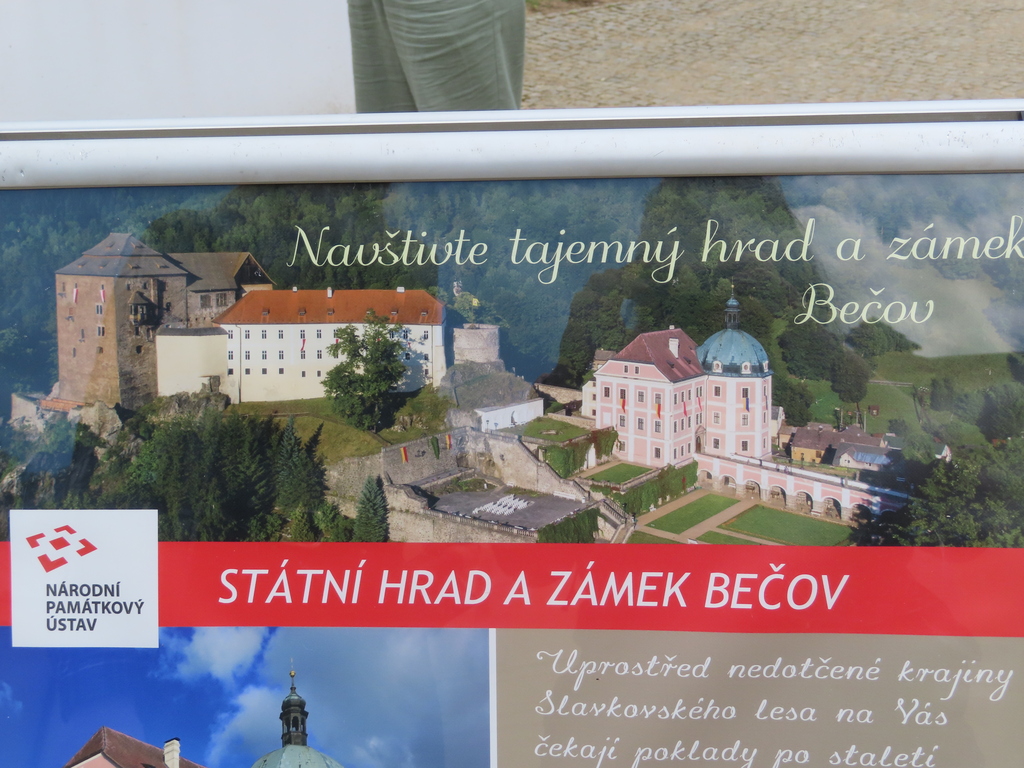 Navštivte tajemný hrad a zámek
Bečov
NÁRODNÍ
PAMÁTKOVÝ
ÚSTAV
STÁTNÍ HRAD A ZÁMEK BEČOV
Uprostřed nedotčené krajiny
Slavkovského lesa na Vás
čekají poklady po staletí